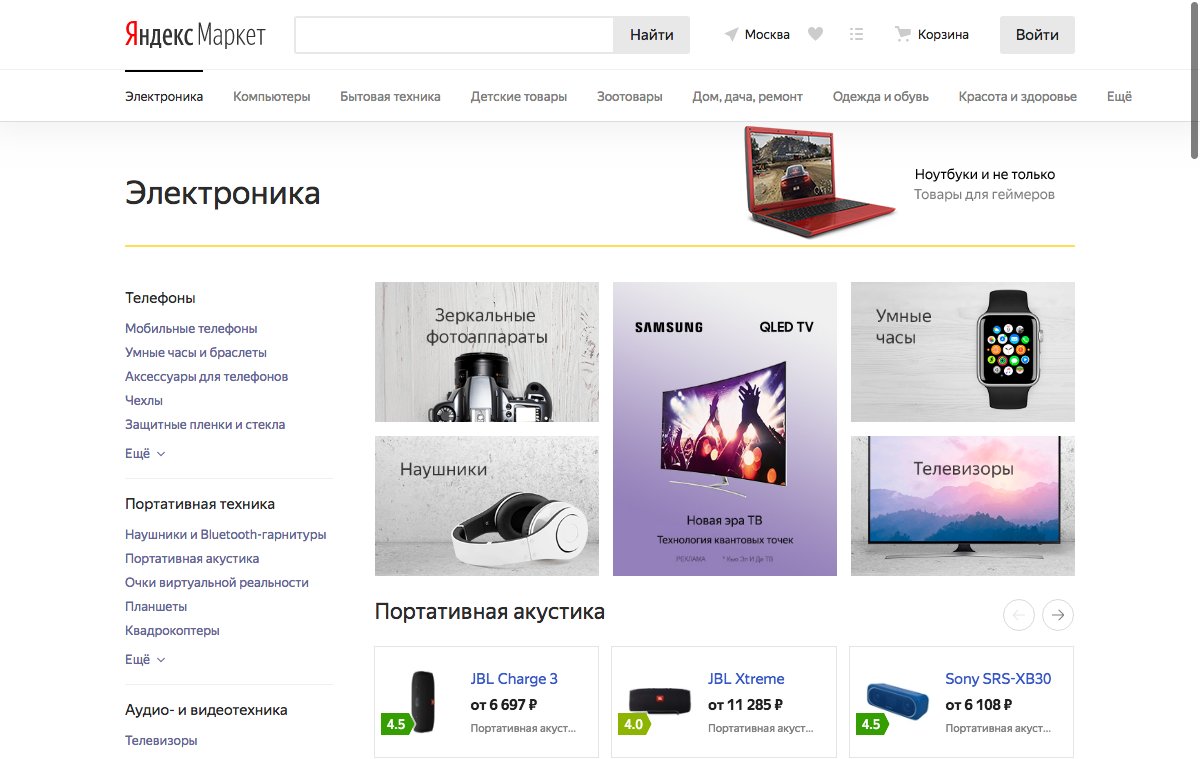 Яндекс Маркет
Найти
Москва
Корзина
Войти
Электроника
Компьютеры
Бытовая техника
Детские товары
Зоотовары
Дом, дача, ремонт
Одежда и обувь
Красота и здоровье
Ещё
Электроника
Ноутбуки и не только
Товары для геймеров
Телефоны
Мобильные телефоны
Умные часы и браслеты
Аксессуары для телефонов
Чехлы
Защитные пленки и стекла
Ещё
Портативная техника
Наушники и Bluetooth-гарнитуры
Портативная акустика
Очки виртуальной реальности
Планшеты
Квадрокоптеры
Ещё
Аудио- и видеотехника
Телевизоры
Зеркальные
фотоаппараты
Наушники
SAMSUNG
QLED TV
Новая эра ТВ
Технология квантовых точек
РЕКЛАМА
* Кью Эл И Ди ТВ
Умные
часы
Телевизоры
Портативная акустика
JBL Charge 3
от 6 697 ₽
Портативная акуст...
4.5
JBL Xtreme
от 11 285 ₽
Портативная акуст...
4.0
Sony SRS-XB30
от 6 108 ₽
Портативная акуст...
4.5